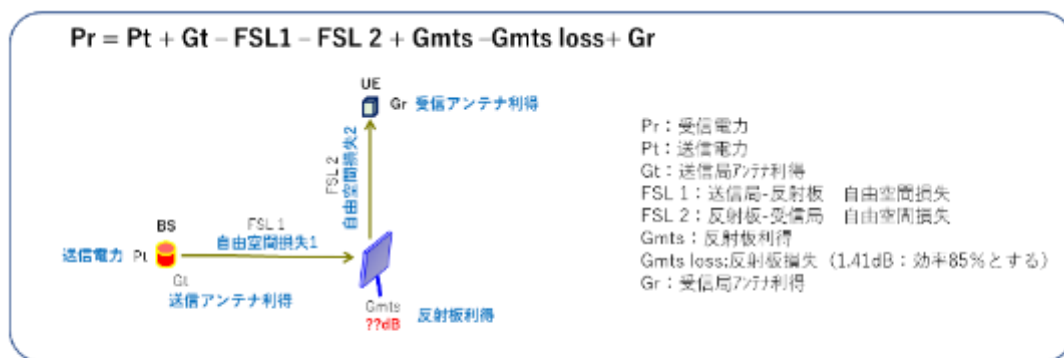 Pr = Pt + Gt – FSL1 – FSL 2 + Gmts –Gmts loss+ Gr
UE
Gr 受信アンテナ利得
FSL 2
自由空間損失2
BS
FSL 1
自由空間損失1
送信電力 Pt
Gt
送信アンテナ利得
Gmts
??dB
反射板利得
Pr：受信電力
Pt：送信電力
Gt：送信局ｱﾝﾃﾅ利得
FSL 1：送信局-反射板　自由空間損失
FSL 2：反射板-受信局　自由空間損失
Gmts：反射板利得
Gmts loss:反射板損失（1.41dB：効率85%とする）
Gr：受信局ｱﾝﾃﾅ利得